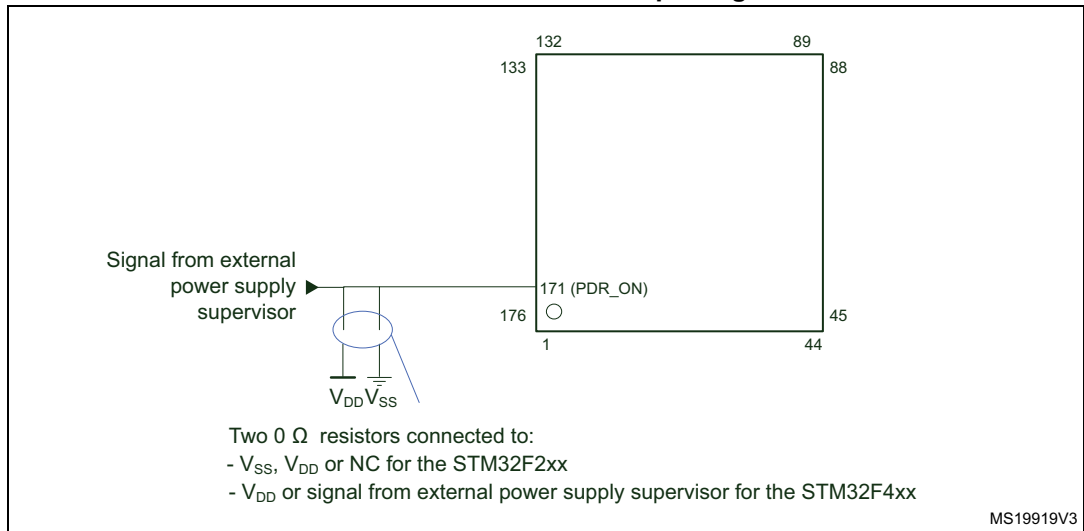 132
89
133
88
Signal from external
power supply
supervisor
171 (PDR_ON)
176
45
1
44
VDD VSS
Two 0 Ω resistors connected to:
- VSS, VDD or NC for the STM32F2xx
- VDD or signal from external power supply supervisor for the STM32F4xx
MS19919V3